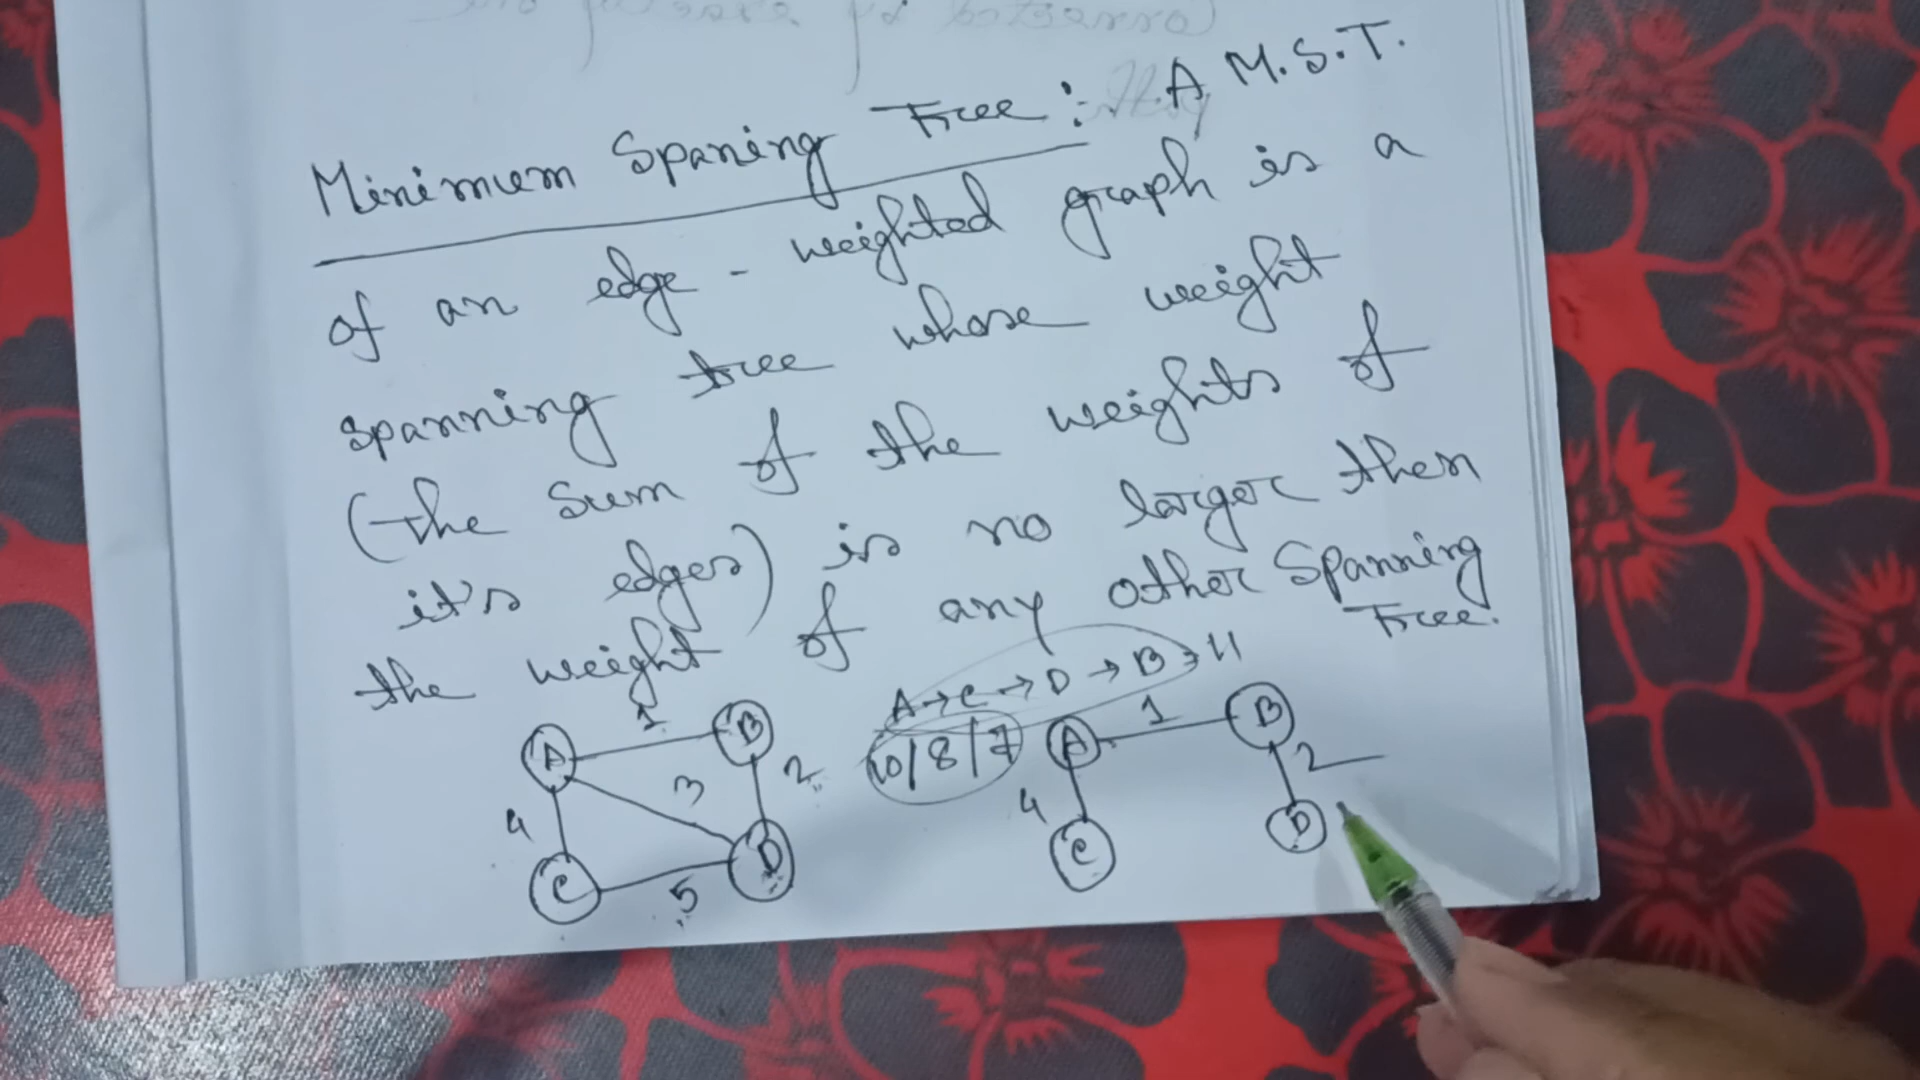 Minimum Spaning Tree: A M.S.T.
of an edge-weighted graph is a
spanning tree whose weight
(the sum of the weights of
it's edges) is no larger then
the weight of any other Spanning
Tree.
A→C→D→B→11
10/8/7
A 1 B
4 3 2
C 5 D
A 1 B
4 2
C D